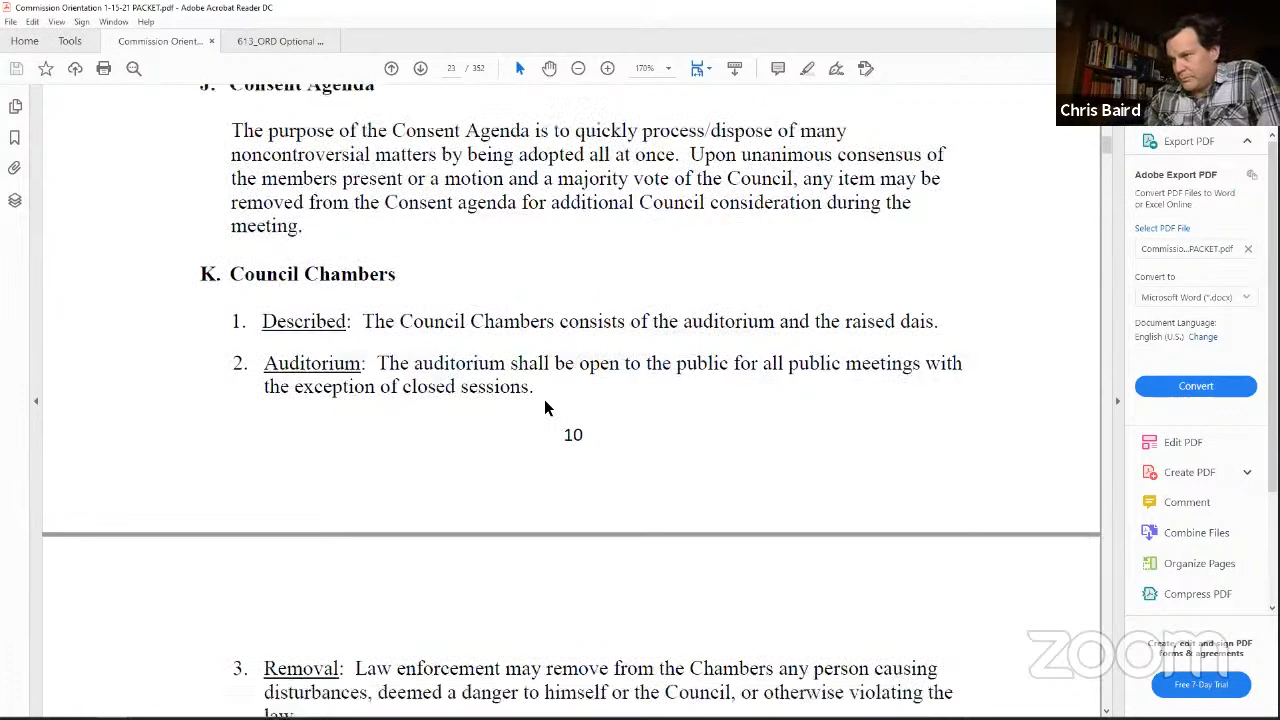 Commission Orientation 1-15-21 PACKET.pdf - Adobe Acrobat Reader DC
File Edit View Sign Window Help
Home Tools Commission Orient... × 613_ORD Optional ...
23 / 352 170%
Chris Baird
J. Consent Agenda
The purpose of the Consent Agenda is to quickly process/dispose of many
noncontroversial matters by being adopted all at once. Upon unanimous consensus of
the members present or a motion and a majority vote of the Council, any item may be
removed from the Consent agenda for additional Council consideration during the
meeting.
K. Council Chambers
1. Described: The Council Chambers consists of the auditorium and the raised dais.
2. Auditorium: The auditorium shall be open to the public for all public meetings with
the exception of closed sessions.
10
3. Removal: Law enforcement may remove from the Chambers any person causing
disturbances, deemed a danger to himself or the Council, or otherwise violating the
law.
Export PDF
Adobe Export PDF
Convert PDF Files to Word
or Excel Online
Select PDF File
Commissio...PACKET.pdf ×
Convert to
Microsoft Word (*.docx)
Document Language:
English (U.S.) Change
Convert
Edit PDF
Create PDF
Comment
Combine Files
Organize Pages
Compress PDF
Create, edit and sign PDF
forms & agreements
Free 7-Day Trial
zoom